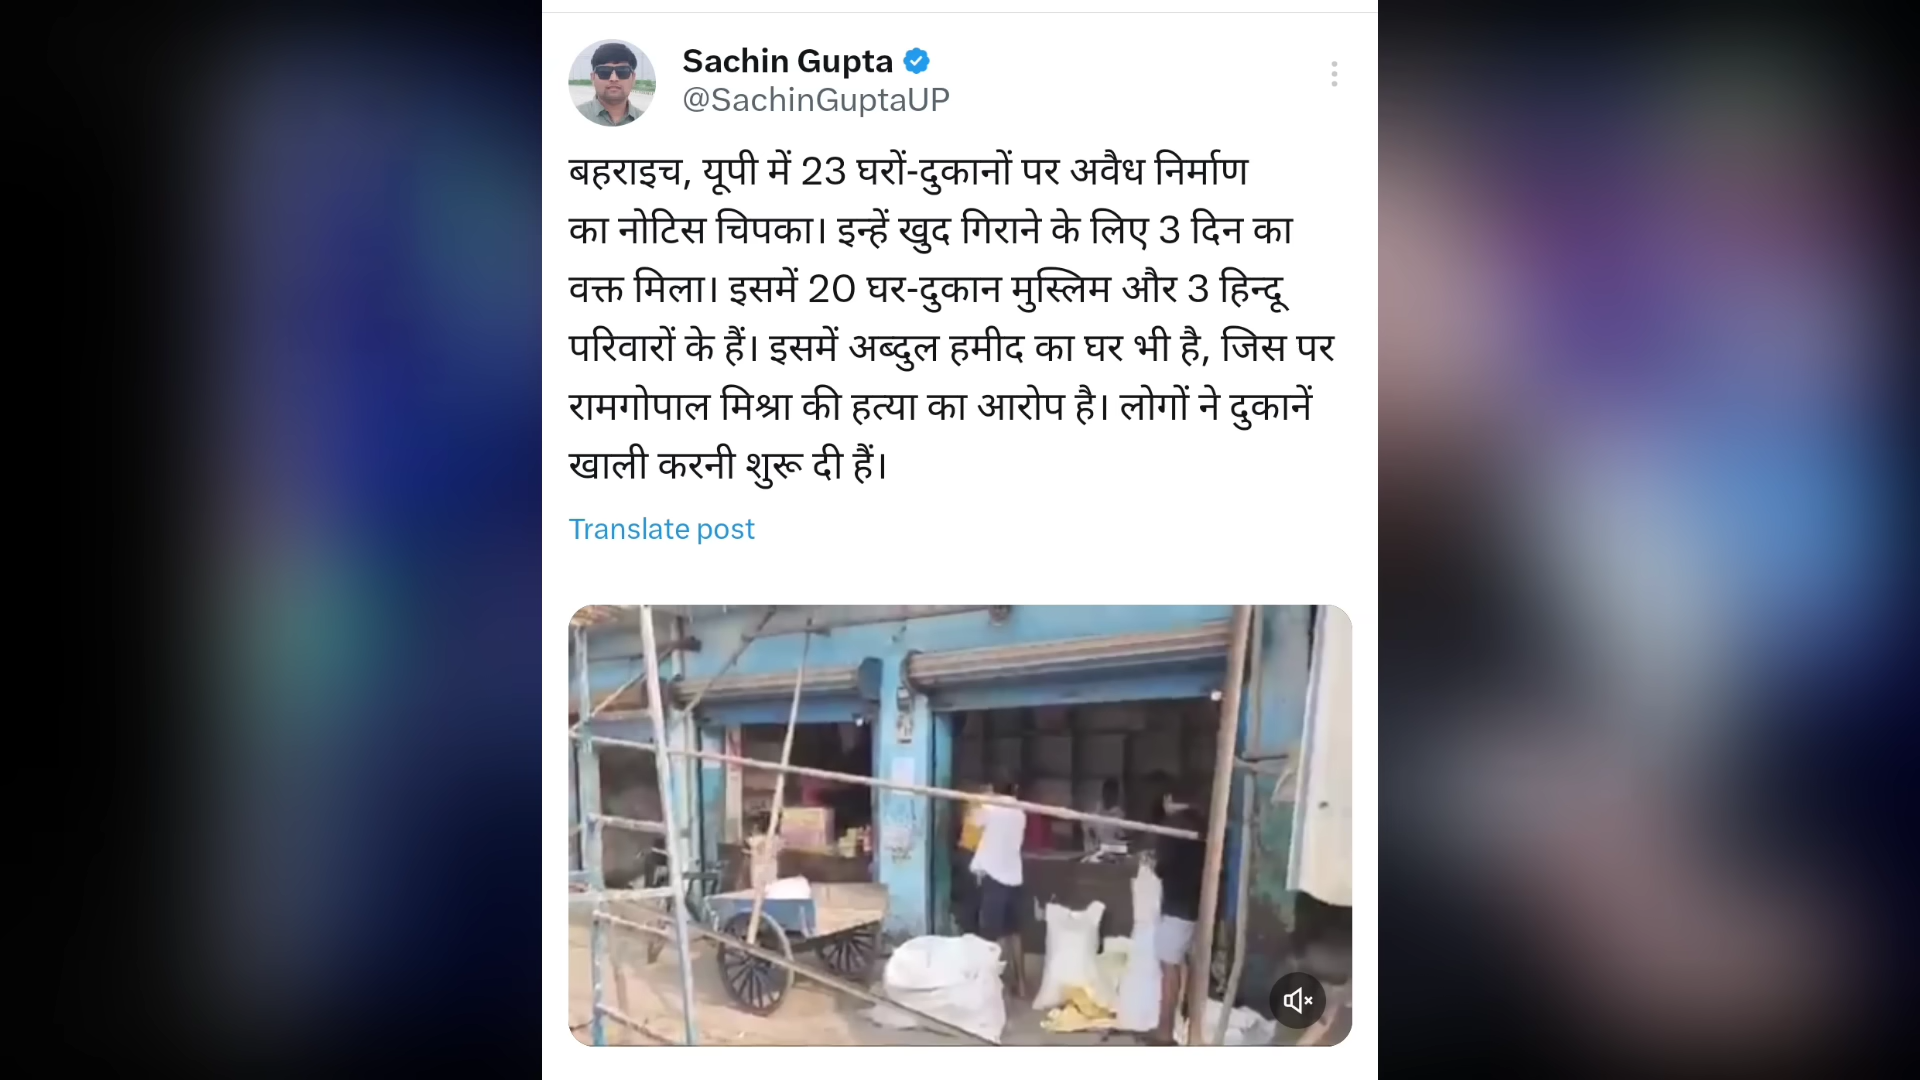 Sachin Gupta
@SachinGuptaUP
बहराइच, यूपी में 23 घरों-दुकानों पर अवैध निर्माण
का नोटिस चिपका। इन्हें खुद गिराने के लिए 3 दिन का
वक्त मिला। इसमें 20 घर-दुकान मुस्लिम और 3 हिन्दू
परिवारों के हैं। इसमें अब्दुल हमीद का घर भी है, जिस पर
रामगोपाल मिश्रा की हत्या का आरोप है। लोगों ने दुकानें
खाली करनी शुरू दी हैं।
Translate post